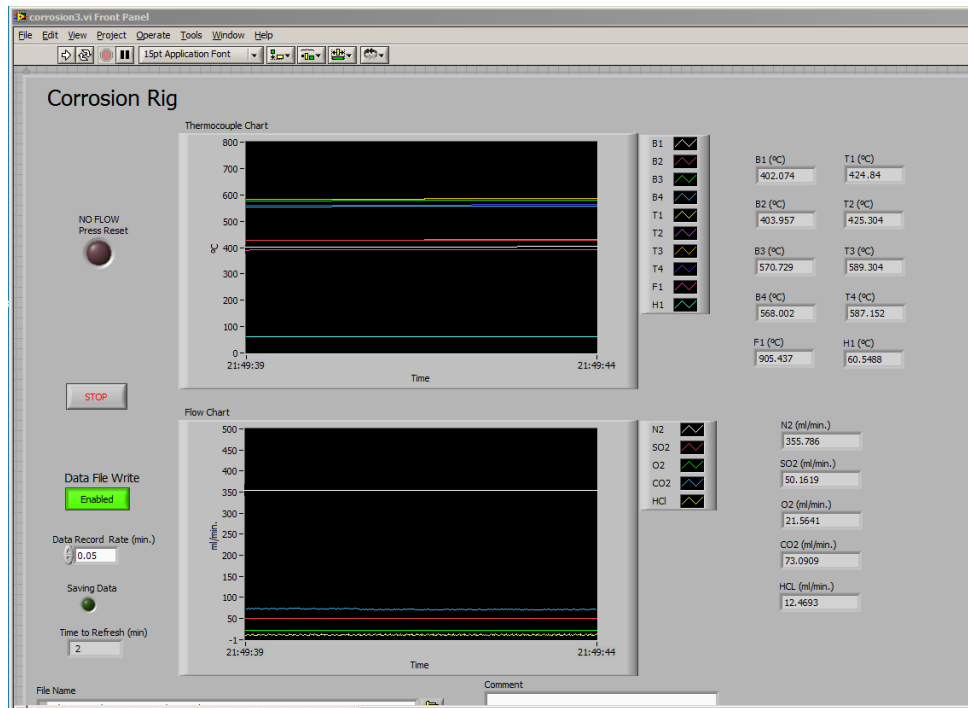 corrosion3.vi Front Panel
File Edit View Project Operate Tools Window Help
15pt Application Font
Corrosion Rig
Thermocouple Chart
800
700
600
500
400
300
200
100
0
ºC
21:49:39
21:49:44
Time
B1
B2
B3
B4
T1
T2
T3
T4
F1
H1
B1 (ºC)
402.074
T1 (ºC)
424.84
B2 (ºC)
403.957
T2 (ºC)
425.304
B3 (ºC)
570.729
T3 (ºC)
589.304
B4 (ºC)
568.002
T4 (ºC)
587.152
F1 (ºC)
905.437
H1 (ºC)
60.5488
NO FLOW
Press Reset
STOP
Flow Chart
500
450
400
350
300
250
200
150
100
50
-1
ml/min.
21:49:39
21:49:44
Time
N2
SO2
O2
CO2
HCl
N2 (ml/min.)
355.786
SO2 (ml/min.)
50.1619
O2 (ml/min.)
21.5641
CO2 (ml/min.)
73.0909
HCL (ml/min.)
12.4693
Data File Write
Enabled
Data Record Rate (min.)
0.05
Saving Data
Time to Refresh (min)
2
File Name
Comment